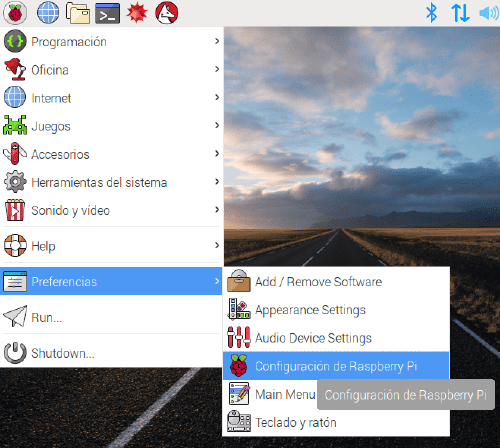 Programación
Oficina
Internet
Juegos
Accesorios
Herramientas del sistema
Sonido y vídeo
Help
Preferencias
Run...
Shutdown...
Add / Remove Software
Appearance Settings
Audio Device Settings
Configuración de Raspberry Pi
Main Menu
Configuración de Raspberry Pi
Teclado y ratón